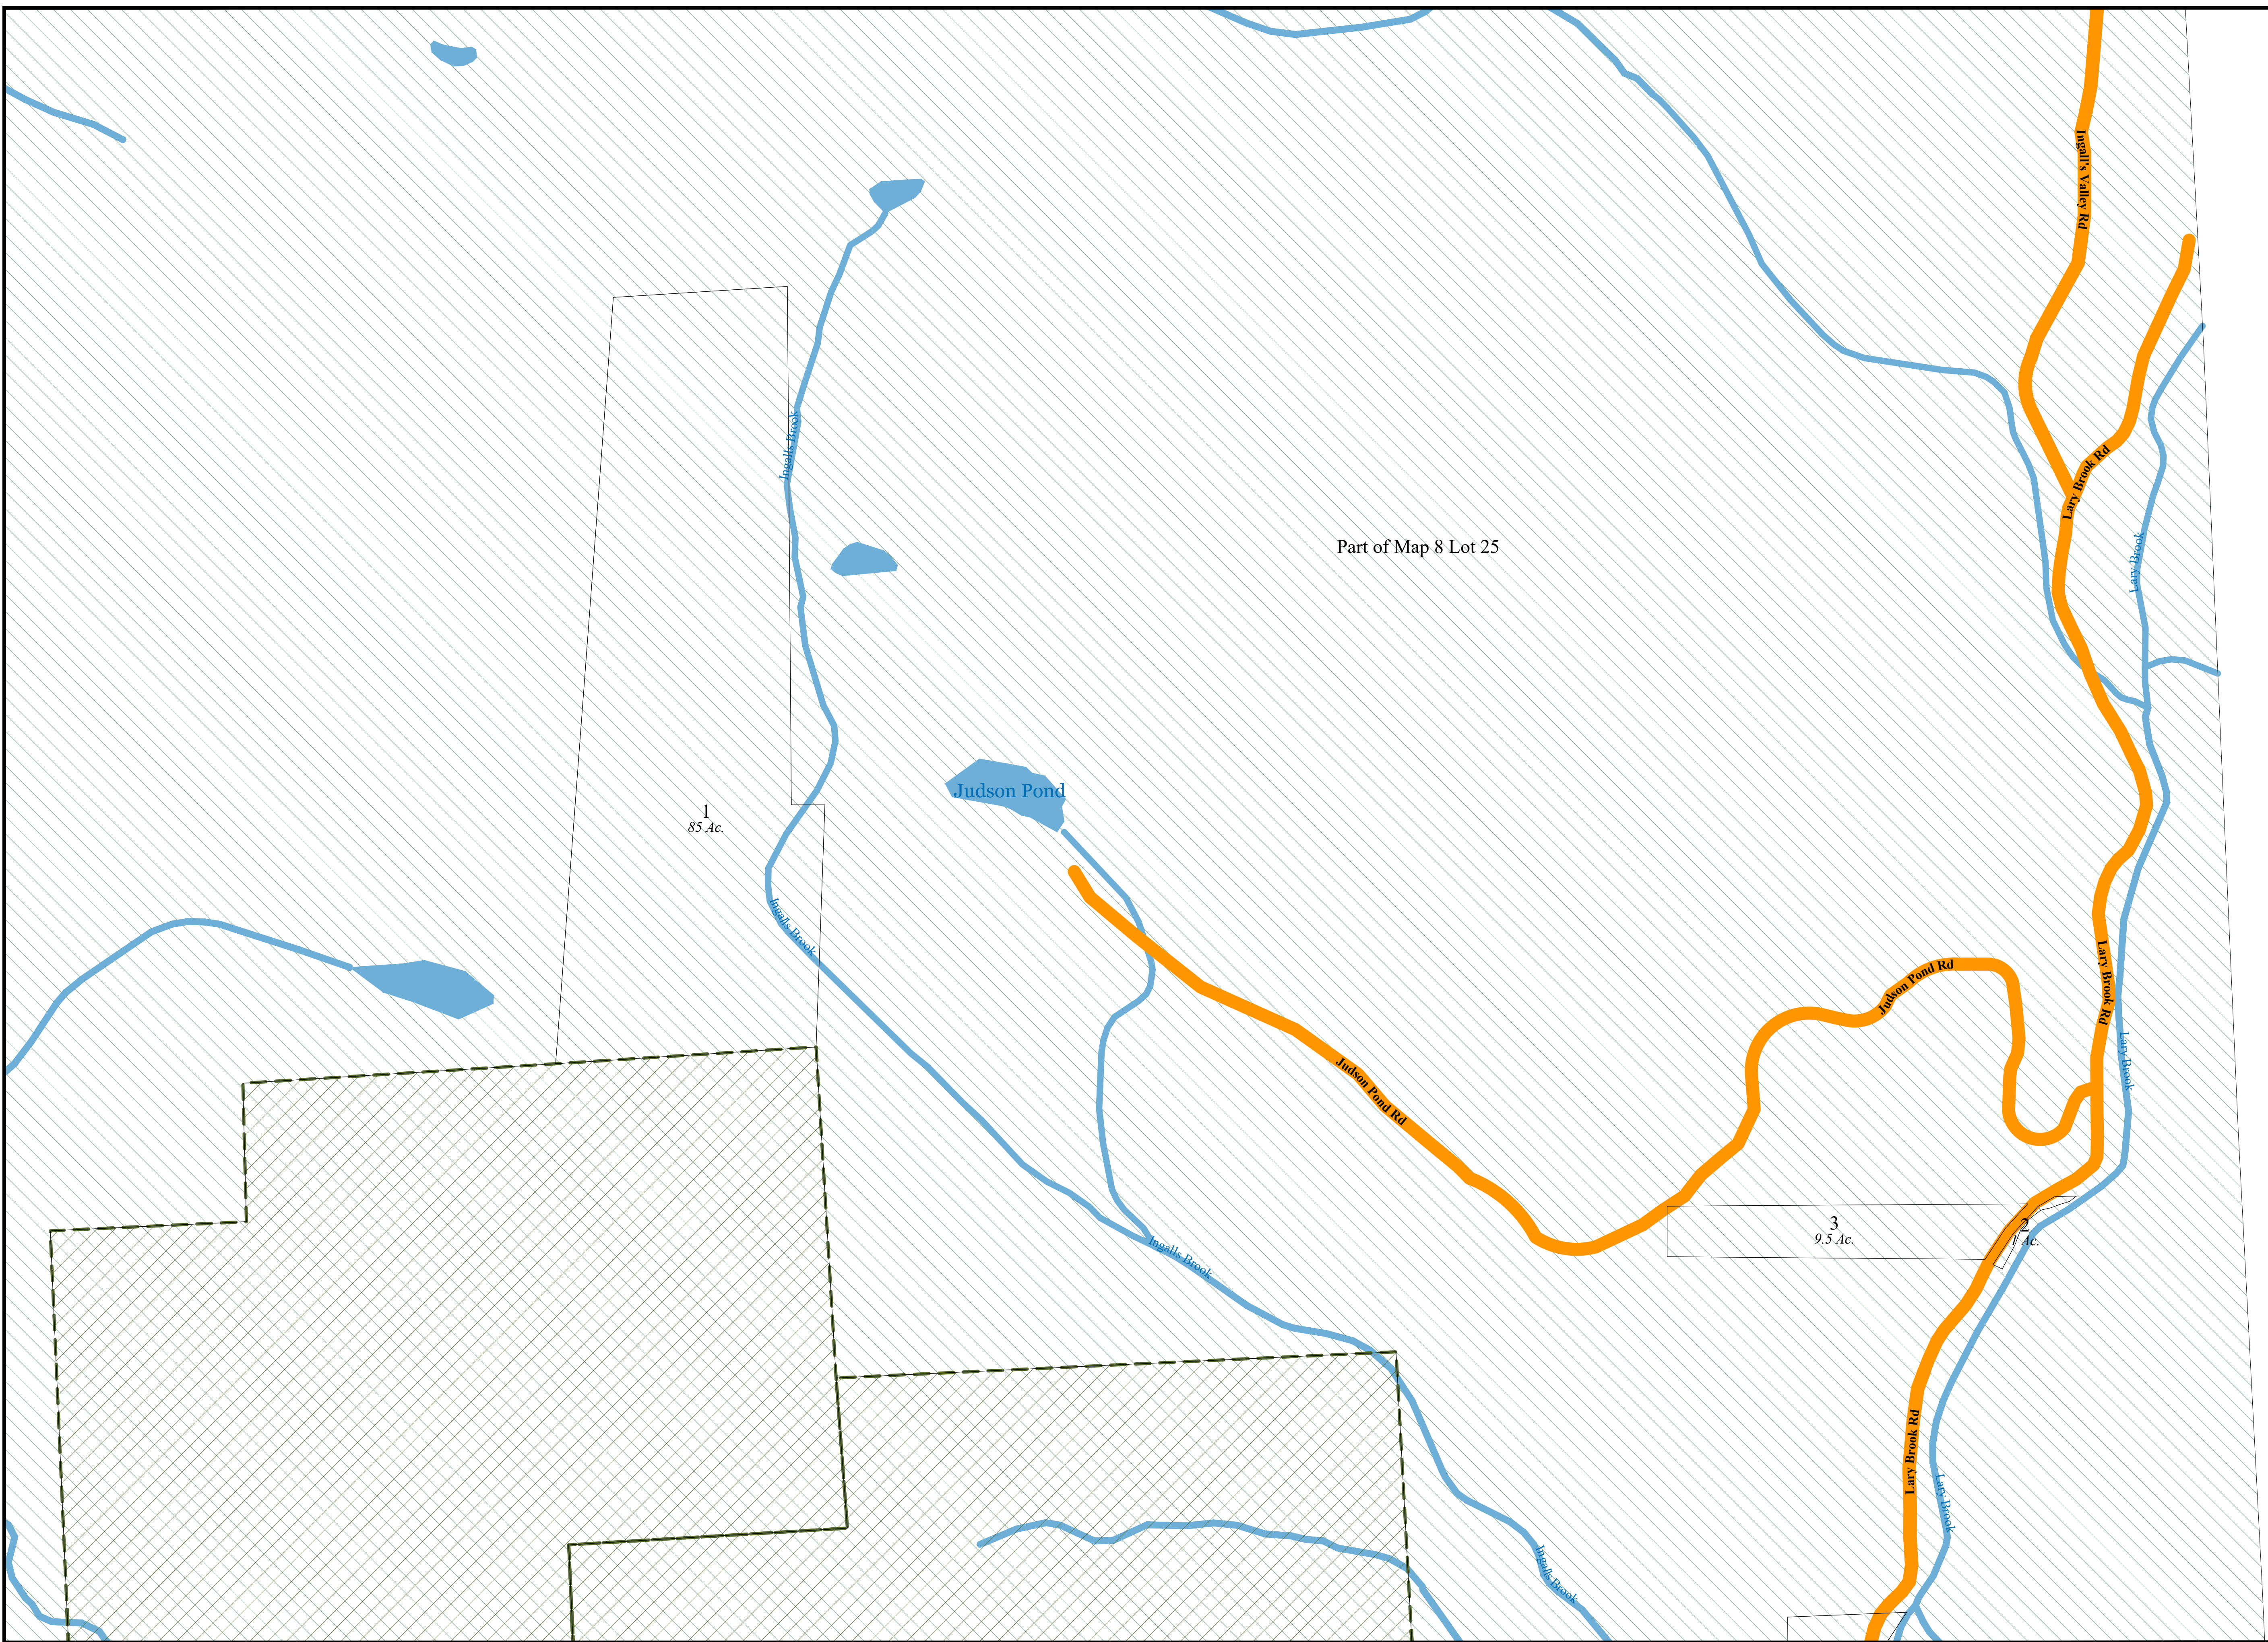 Ingall's Valley Rd
Ingalls Brook
Lary Brook Rd
Part of Map 8 Lot 25
Lary Brook
Judson Pond
1
85 Ac.
Ingalls Brook
Judson Pond Rd
Lary Brook Rd
Lary Brook
Judson Pond Rd
3
9.5 Ac.
2
1 Ac.
Ingalls Brook
Lary Brook Rd
Lary Brook
Ingalls Brook